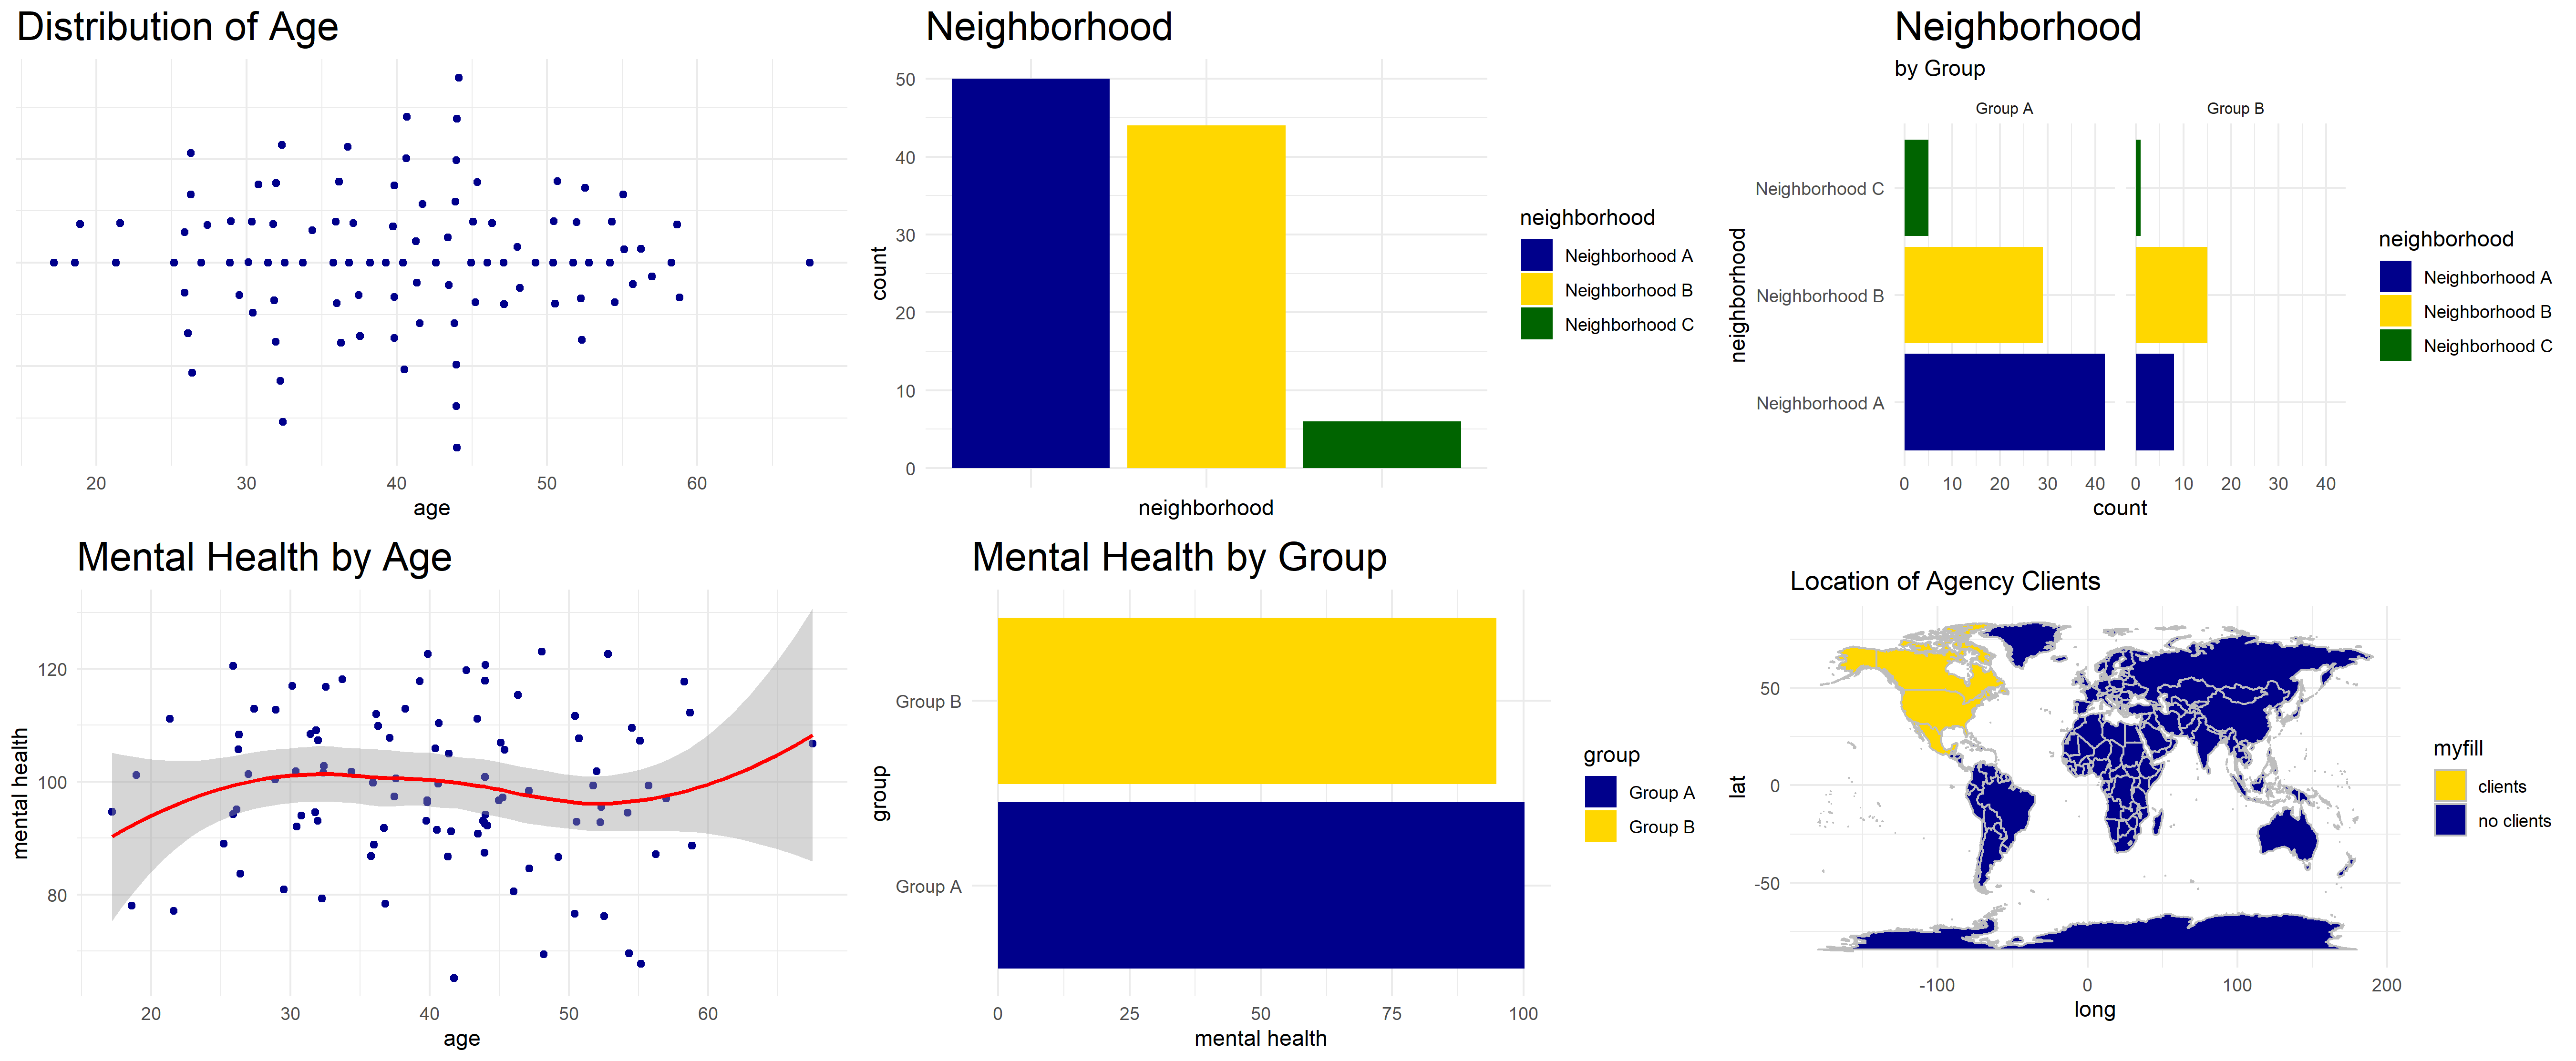 Distribution of Age
20 30 40 50 60
age
Neighborhood
50
40
30
20
10
0
count
neighborhood
neighborhood
Neighborhood A
Neighborhood B
Neighborhood C
Neighborhood
by Group
Group A Group B
Neighborhood C
Neighborhood B
Neighborhood A
neighborhood
0 10 20 30 40 0 10 20 30 40
count
neighborhood
Neighborhood A
Neighborhood B
Neighborhood C
Mental Health by Age
120
100
80
mental health
20 30 40 50 60
age
Mental Health by Group
Group B
Group A
group
0 25 50 75 100
mental health
group
Group A
Group B
Location of Agency Clients
50
0
-50
lat
-100 0 100 200
long
myfill
clients
no clients